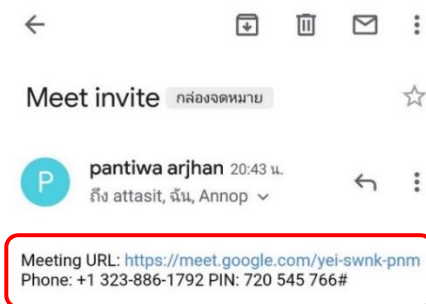 Meet invite กล่องจดหมาย
P
pantiwa arjhan 20:43 น.
ถึง attasit, ฉัน, Annop
Meeting URL: https://meet.google.com/yei-swnk-pnm
Phone: +1 323-886-1792 PIN: 720 545 766#